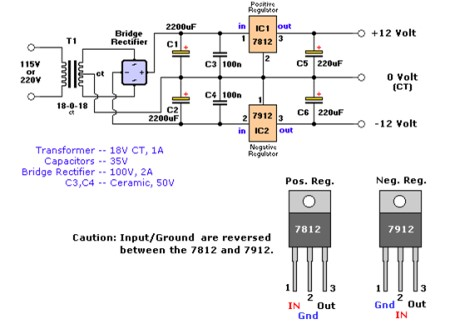 Positive
Regulator
Bridge
Rectifier
2200uF
in
IC1
7812
out
1
3
2
+12 Volt
T1
C1
+
C3
100n
C5
+
220uF
115V
or
220V
ct
0 Volt
(CT)
18-0-18
ct
C2
+
2200uF
C4
100n
C6
+
220uF
1
2
7912
IC2
3
in
out
-12 Volt
Negative
Regulator
Transformer -- 18V CT, 1A
Capacitors -- 35V
Bridge Rectifier -- 100V, 2A
C3,C4 -- Ceramic, 50V
Pos. Reg.
Neg. Reg.
7812
7912
Caution: Input/Ground are reversed
between the 7812 and 7912.
1
2
3
IN
Out
Gnd
1
2
3
Gnd
Out
IN